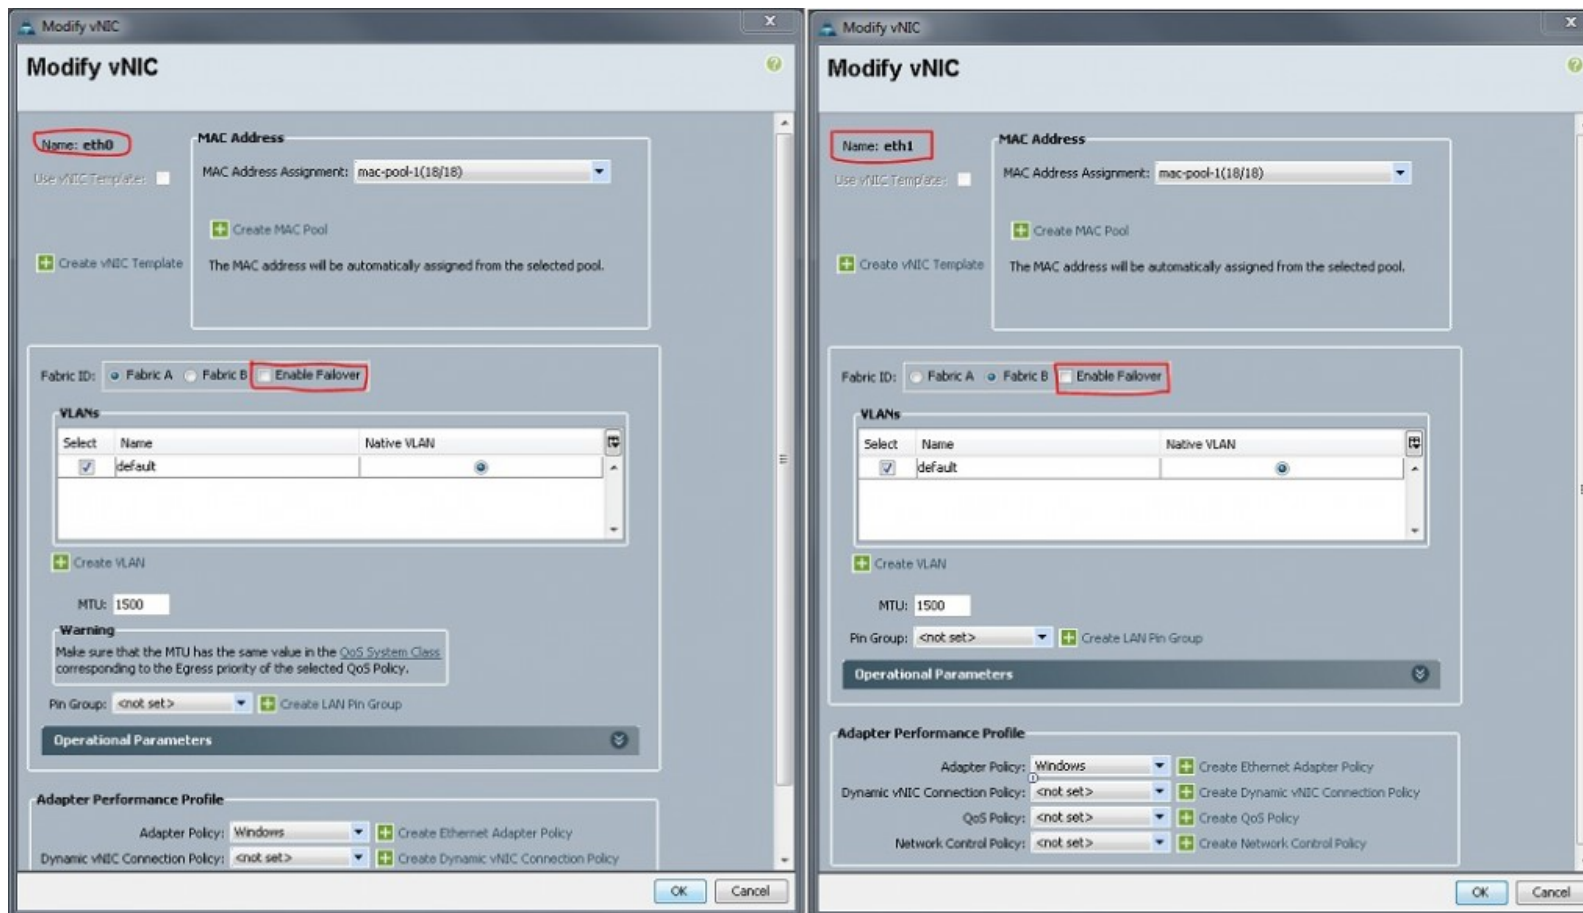 Modify vNIC
Modify vNIC
Name: eth0
Use vNIC Template:
Create vNIC Template
MAC Address
MAC Address Assignment: mac-pool-1(18/18)
Create MAC Pool
The MAC address will be automatically assigned from the selected pool.
Fabric ID: Fabric A Fabric B Enable Failover
VLANs
Select Name Native VLAN
default
Create VLAN
MTU: 1500
Warning
Make sure that the MTU has the same value in the QoS System Class
corresponding to the Egress priority of the selected QoS Policy.
Pin Group: <not set> Create LAN Pin Group
Operational Parameters
Adapter Performance Profile
Adapter Policy: Windows Create Ethernet Adapter Policy
Dynamic vNIC Connection Policy: <not set> Create Dynamic vNIC Connection Policy
OK Cancel
Modify vNIC
Modify vNIC
Name: eth1
Use vNIC Template:
Create vNIC Template
MAC Address
MAC Address Assignment: mac-pool-1(18/18)
Create MAC Pool
The MAC address will be automatically assigned from the selected pool.
Fabric ID: Fabric A Fabric B Enable Failover
VLANs
Select Name Native VLAN
default
Create VLAN
MTU: 1500
Pin Group: <not set> Create LAN Pin Group
Operational Parameters
Adapter Performance Profile
Adapter Policy: Windows Create Ethernet Adapter Policy
Dynamic vNIC Connection Policy: <not set> Create Dynamic vNIC Connection Policy
QoS Policy: <not set> Create QoS Policy
Network Control Policy: <not set> Create Network Control Policy
OK Cancel